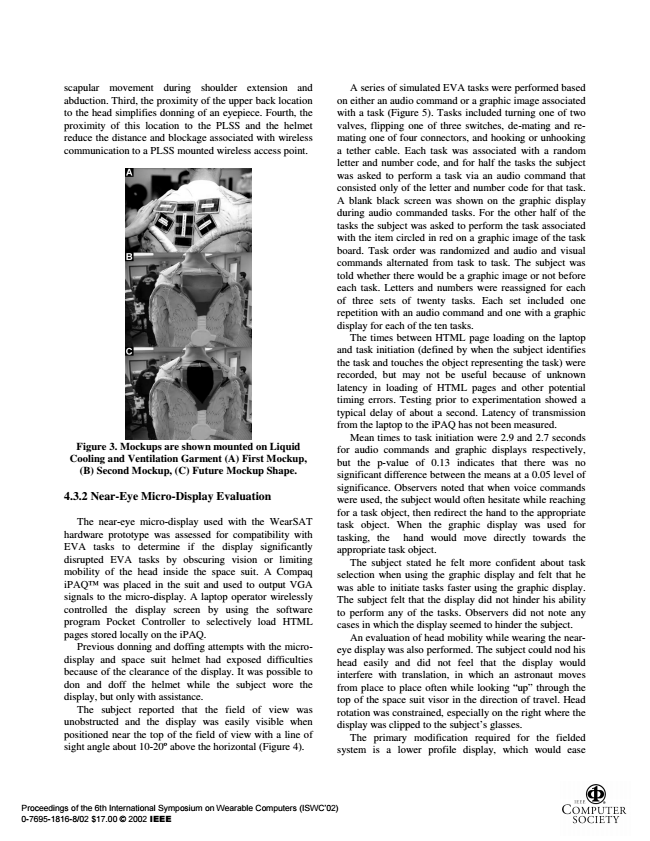 scapular movement during shoulder extension and
abduction. Third, the proximity of the upper back location
to the head simplifies donning of an eyepiece. Fourth, the
proximity of this location to the PLSS and the helmet
reduce the distance and blockage associated with wireless
communication to a PLSS mounted wireless access point.
A
B
C
Figure 3. Mockups are shown mounted on Liquid
Cooling and Ventilation Garment (A) First Mockup,
(B) Second Mockup, (C) Future Mockup Shape.
4.3.2 Near-Eye Micro-Display Evaluation
The near-eye micro-display used with the WearSAT
hardware prototype was assessed for compatibility with
EVA tasks to determine if the display significantly
disrupted EVA tasks by obscuring vision or limiting
mobility of the head inside the space suit. A Compaq
iPAQ™ was placed in the suit and used to output VGA
signals to the micro-display. A laptop operator wirelessly
controlled the display screen by using the software
program Pocket Controller to selectively load HTML
pages stored locally on the iPAQ.
Previous donning and doffing attempts with the micro-
display and space suit helmet had exposed difficulties
because of the clearance of the display. It was possible to
don and doff the helmet while the subject wore the
display, but only with assistance.
The subject reported that the field of view was
unobstructed and the display was easily visible when
positioned near the top of the field of view with a line of
sight angle about 10-20º above the horizontal (Figure 4).
A series of simulated EVA tasks were performed based
on either an audio command or a graphic image associated
with a task (Figure 5). Tasks included turning one of two
valves, flipping one of three switches, de-mating and re-
mating one of four connectors, and hooking or unhooking
a tether cable. Each task was associated with a random
letter and number code, and for half the tasks the subject
was asked to perform a task via an audio command that
consisted only of the letter and number code for that task.
A blank black screen was shown on the graphic display
during audio commanded tasks. For the other half of the
tasks the subject was asked to perform the task associated
with the item circled in red on a graphic image of the task
board. Task order was randomized and audio and visual
commands alternated from task to task. The subject was
told whether there would be a graphic image or not before
each task. Letters and numbers were reassigned for each
of three sets of twenty tasks. Each set included one
repetition with an audio command and one with a graphic
display for each of the ten tasks.
The times between HTML page loading on the laptop
and task initiation (defined by when the subject identifies
the task and touches the object representing the task) were
recorded, but may not be useful because of unknown
latency in loading of HTML pages and other potential
timing errors. Testing prior to experimentation showed a
typical delay of about a second. Latency of transmission
from the laptop to the iPAQ has not been measured.
Mean times to task initiation were 2.9 and 2.7 seconds
for audio commands and graphic displays respectively,
but the p-value of 0.13 indicates that there was no
significant difference between the means at a 0.05 level of
significance. Observers noted that when voice commands
were used, the subject would often hesitate while reaching
for a task object, then redirect the hand to the appropriate
task object. When the graphic display was used for
tasking, the hand would move directly towards the
appropriate task object.
The subject stated he felt more confident about task
selection when using the graphic display and felt that he
was able to initiate tasks faster using the graphic display.
The subject felt that the display did not hinder his ability
to perform any of the tasks. Observers did not note any
cases in which the display seemed to hinder the subject.
An evaluation of head mobility while wearing the near-
eye display was also performed. The subject could nod his
head easily and did not feel that the display would
interfere with translation, in which an astronaut moves
from place to place often while looking “up” through the
top of the space suit visor in the direction of travel. Head
rotation was constrained, especially on the right where the
display was clipped to the subject’s glasses.
The primary modification required for the fielded
system is a lower profile display, which would ease
Proceedings of the 6th International Symposium on Wearable Computers (ISWC’02)
0-7695-1816-8/02 $17.00 © 2002 IEEE
IEEE
COMPUTER
SOCIETY